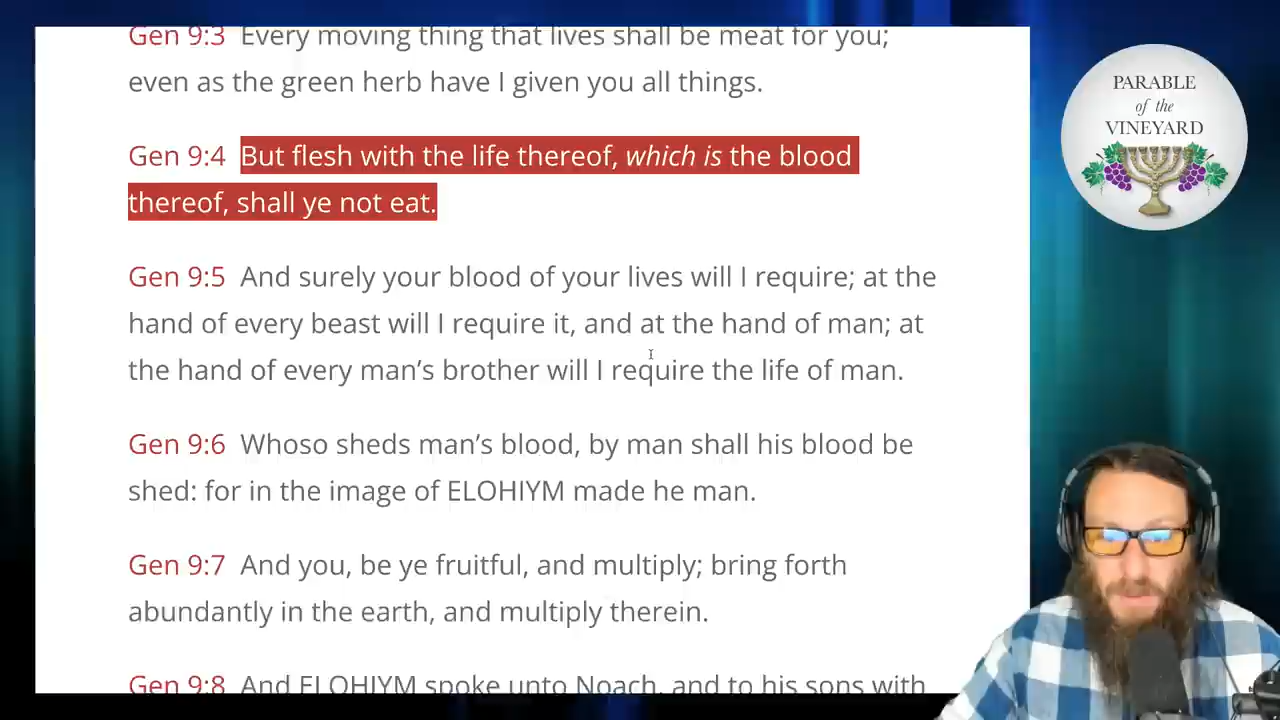 Gen 9:3 Every moving thing that lives shall be meat for you;
even as the green herb have I given you all things.
Gen 9:4 But flesh with the life thereof, which is the blood
thereof, shall ye not eat.
Gen 9:5 And surely your blood of your lives will I require; at the
hand of every beast will I require it, and at the hand of man; at
the hand of every man’s brother will I require the life of man.
Gen 9:6 Whoso sheds man’s blood, by man shall his blood be
shed: for in the image of ELOHIYM made he man.
Gen 9:7 And you, be ye fruitful, and multiply; bring forth
abundantly in the earth, and multiply therein.
Gen 9:8 And ELOHIYM spoke unto Noach, and to his sons with
PARABLE
of the
VINEYARD